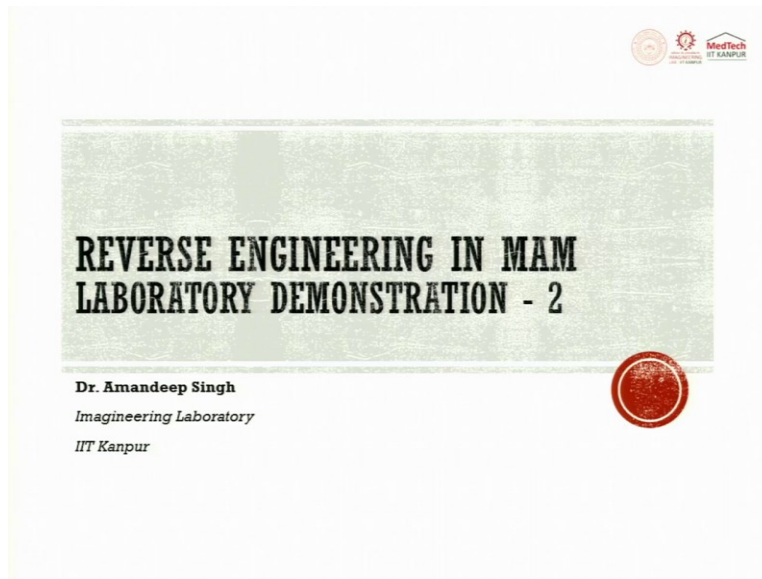 MedTech
IIT KANPUR
REVERSE ENGINEERING IN MAM
LABORATORY DEMONSTRATION - 2
Dr. Amandeep Singh
Imagineering Laboratory
IIT Kanpur